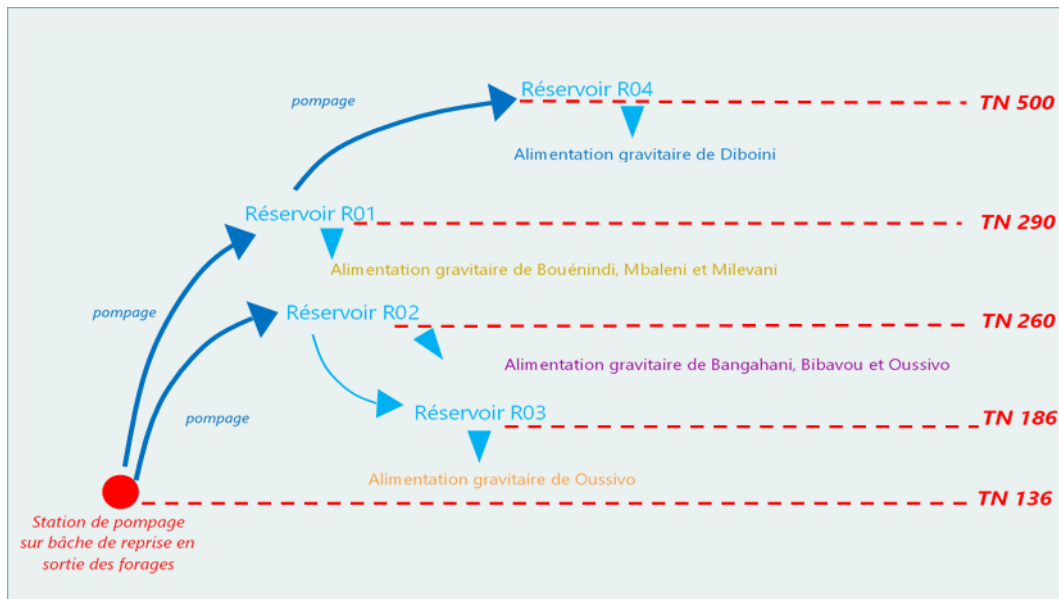 pompage
Réservoir R04
TN 500
Alimentation gravitaire de Diboini
Réservoir R01
TN 290
Alimentation gravitaire de Bouénindi, Mbaleni et Milevani
pompage
Réservoir R02
TN 260
Alimentation gravitaire de Bangahani, Bibavou et Oussivo
pompage
Réservoir R03
TN 186
Alimentation gravitaire de Oussivo
TN 136
Station de pompage
sur bâche de reprise en
sortie des forages